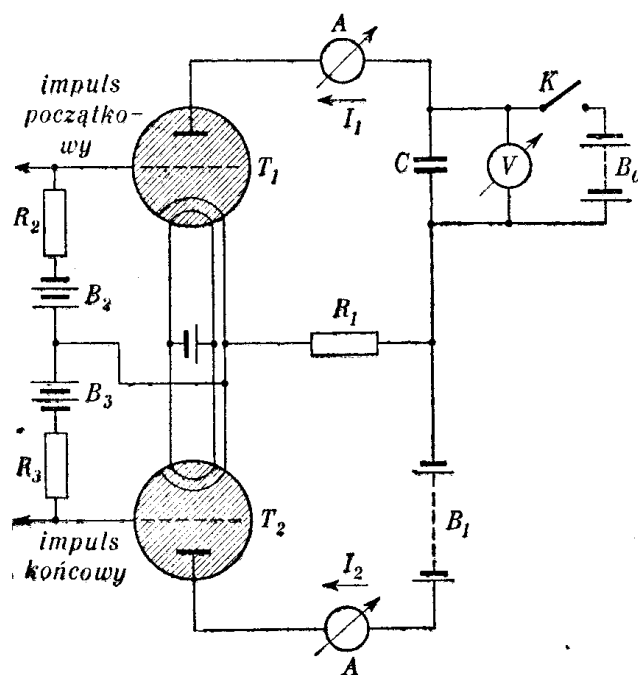 A
impuls
początko-
wy
I₁
K
T₁
C
V
B₀
R₂
B₂
R₁
B₃
R₃
T₂
B₁
impuls
końcowy
I₂
A